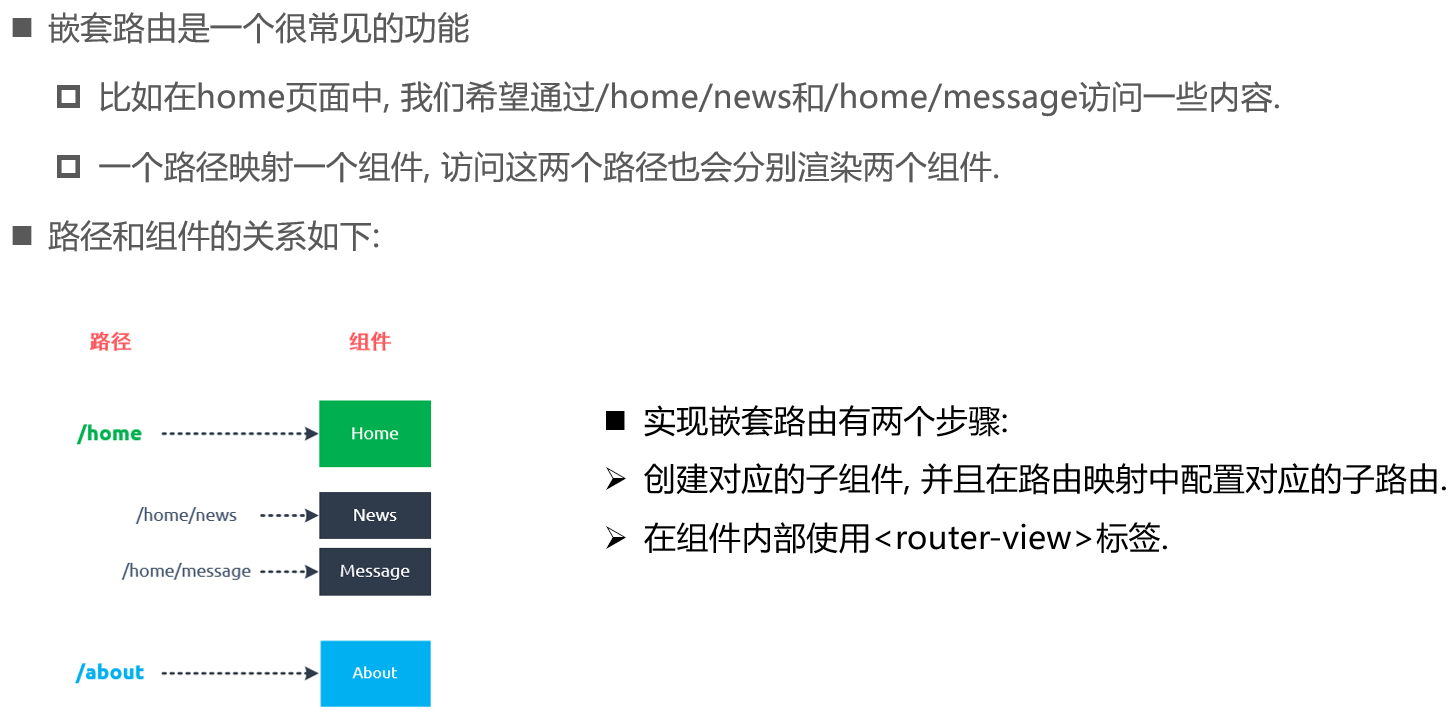 嵌套路由是一个很常见的功能
比如在home页面中, 我们希望通过/home/news和/home/message访问一些内容.
一个路径映射一个组件, 访问这两个路径也会分别渲染两个组件.
路径和组件的关系如下:
路径 组件
/home Home
/home/news News
/home/message Message
/about About
实现嵌套路由有两个步骤:
创建对应的子组件, 并且在路由映射中配置对应的子路由.
在组件内部使用<router-view>标签.